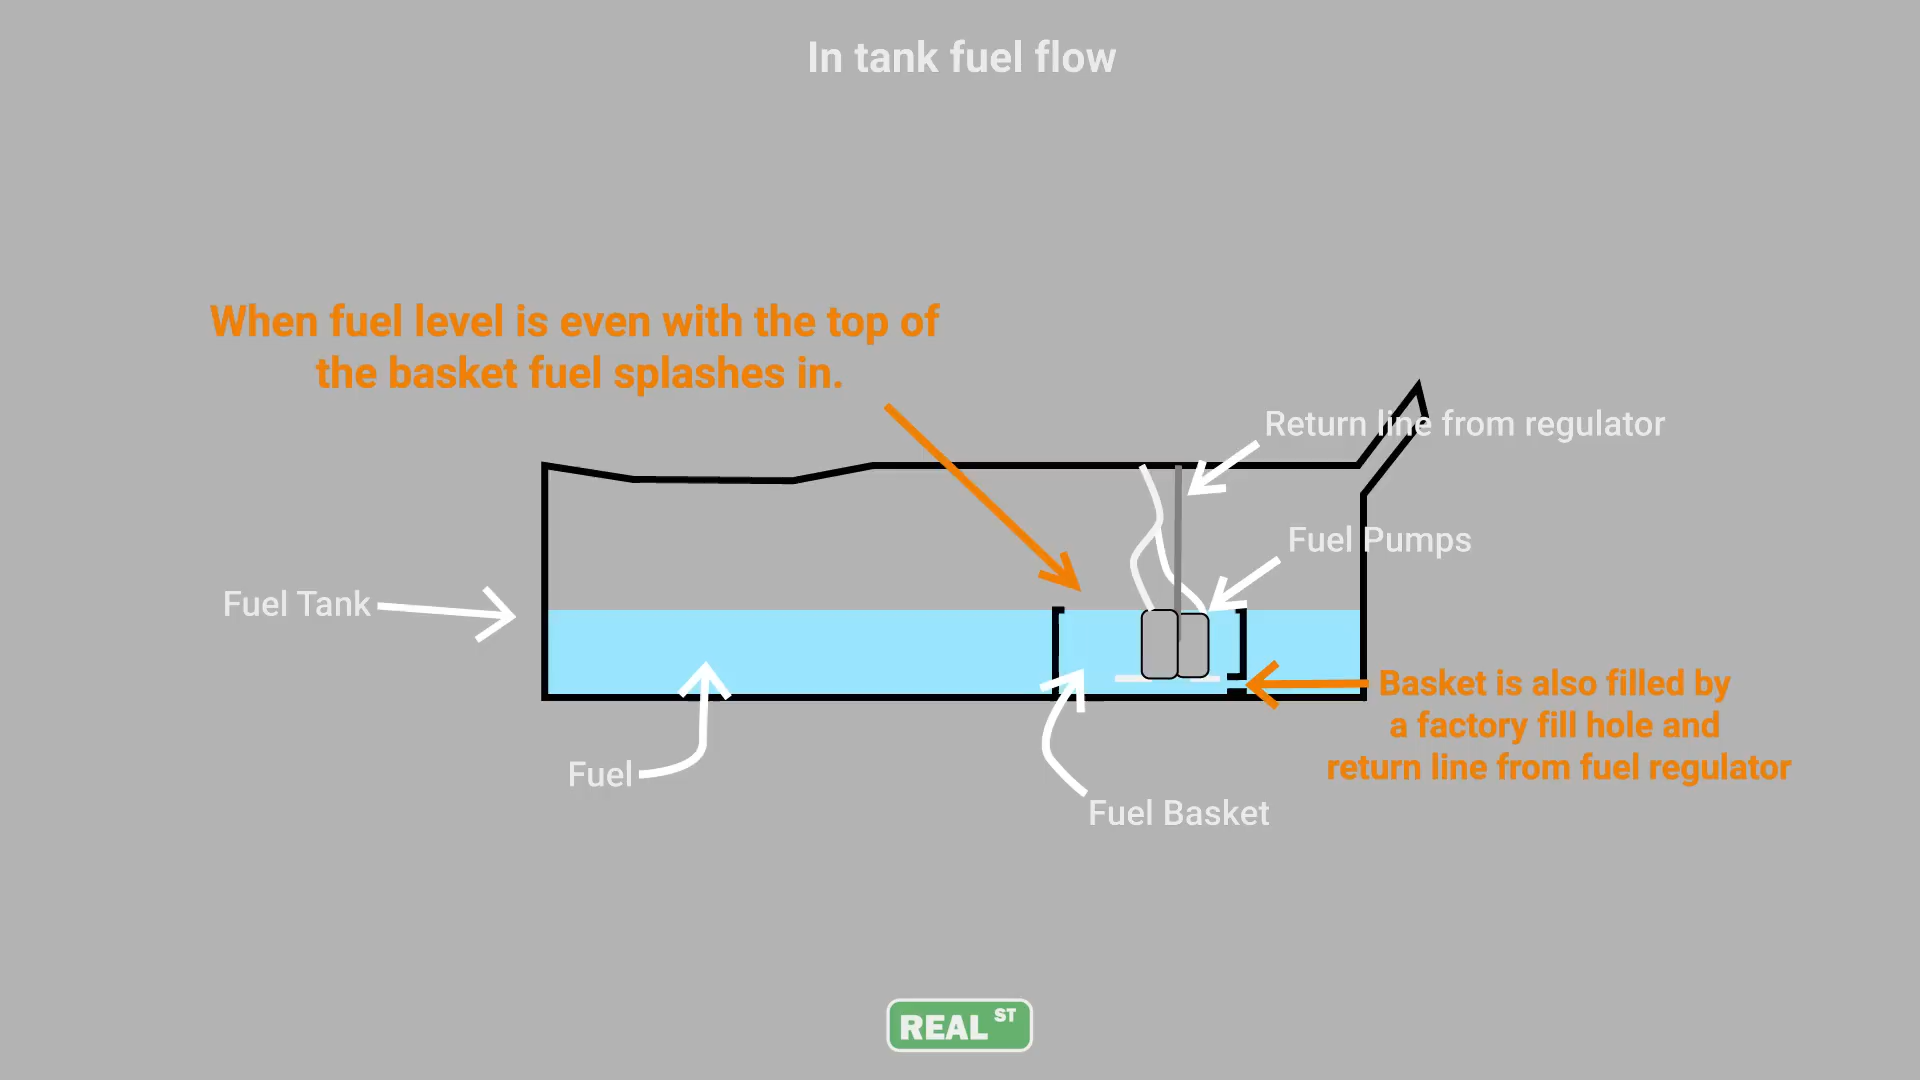 In tank fuel flow
When fuel level is even with the top of
the basket fuel splashes in.
Return line from regulator
Fuel Pumps
Fuel Tank
Basket is also filled by
a factory fill hole and
return line from fuel regulator
Fuel
Fuel Basket
REAL ST